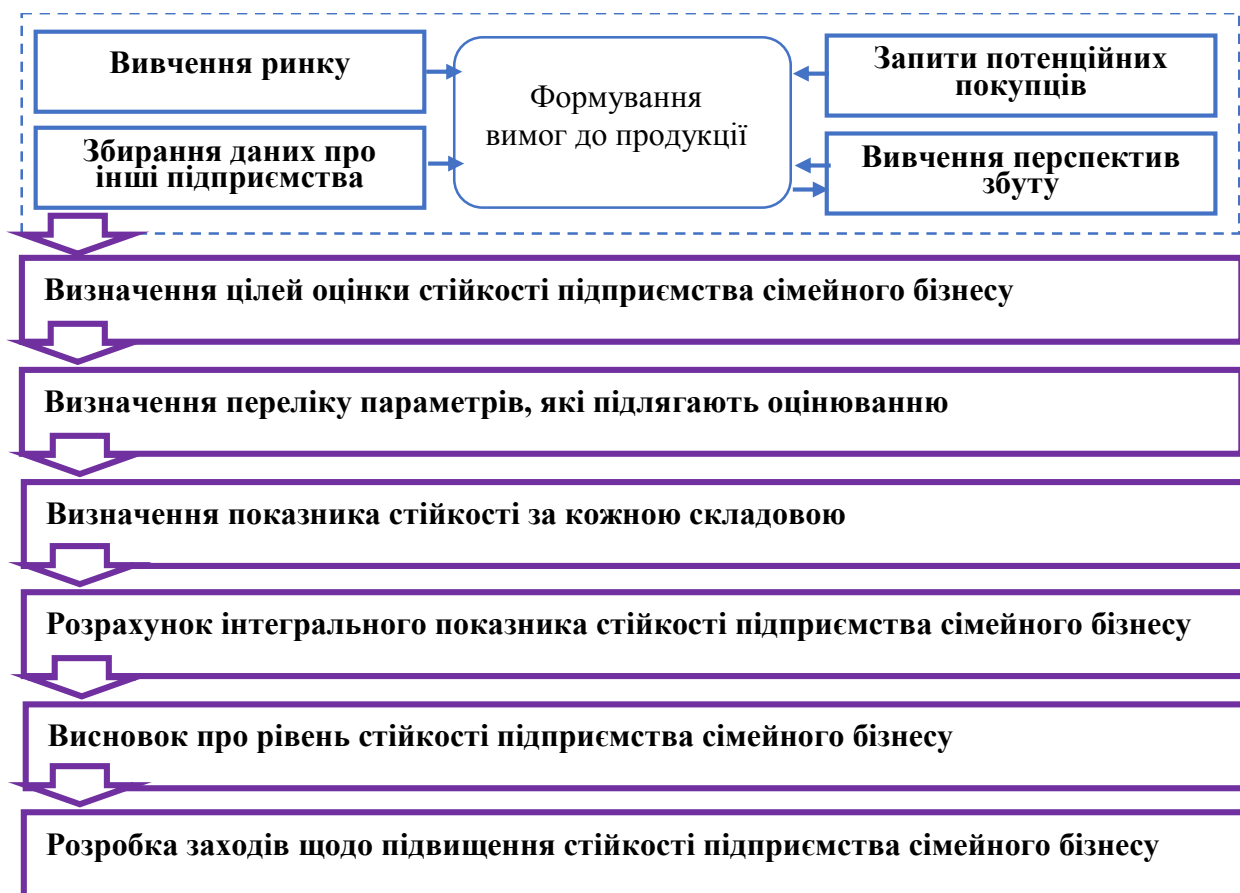 Вивчення ринку
Збирання даних про
інші підприємства
Формування
вимог до продукції
Запити потенційних
покупців
Вивчення перспектив
збуту
Визначення цілей оцінки стійкості підприємства сімейного бізнесу
Визначення переліку параметрів, які підлягають оцінюванню
Визначення показника стійкості за кожною складовою
Розрахунок інтегрального показника стійкості підприємства сімейного бізнесу
Висновок про рівень стійкості підприємства сімейного бізнесу
Розробка заходів щодо підвищення стійкості підприємства сімейного бізнесу